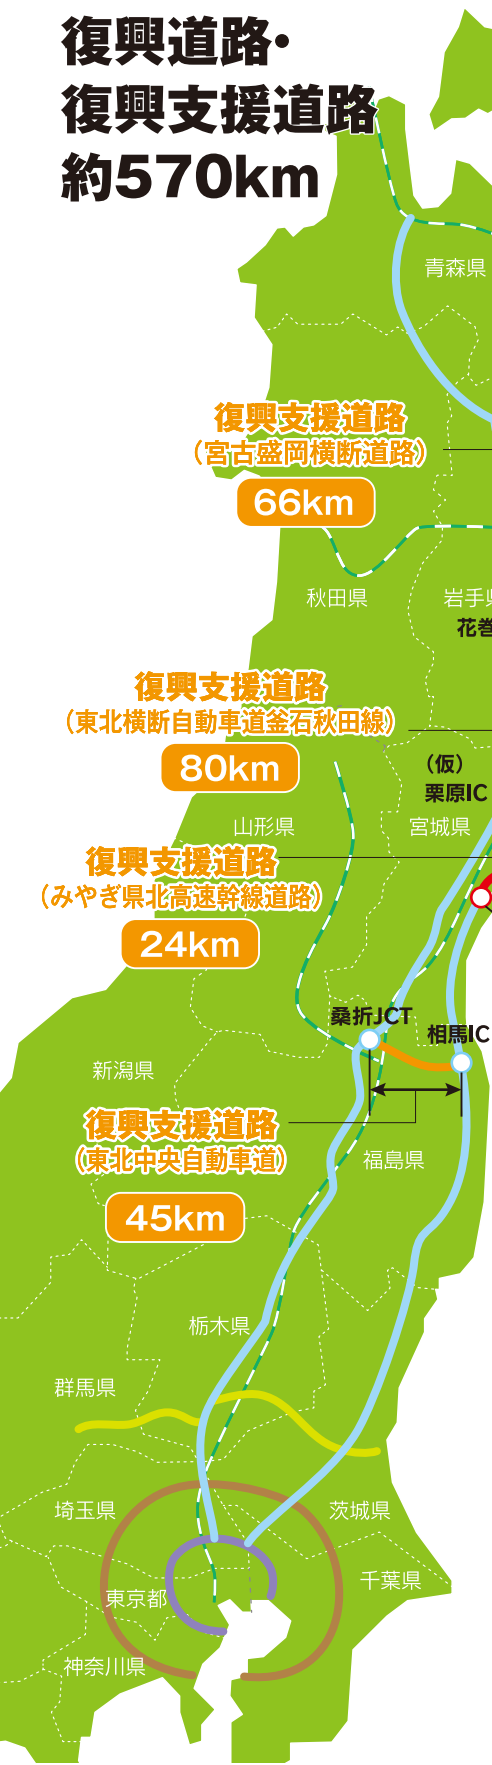 復興道路・
復興支援道路
約570km
青森県
復興支援道路
（宮古盛岡横断道路）
66km
秋田県
岩手県
花巻
復興支援道路
（東北横断自動車道釜石秋田線）
80km
（仮）
栗原IC
山形県
宮城県
復興支援道路
（みやぎ県北高速幹線道路）
24km
桑折JCT
相馬IC
新潟県
復興支援道路
（東北中央自動車道）
45km
福島県
栃木県
群馬県
埼玉県
茨城県
千葉県
東京都
神奈川県